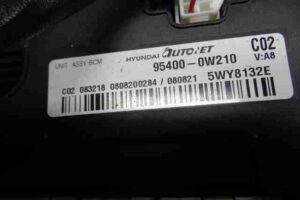 UNIT ASSY-BCM HYUNDAI AUTONET C02
95400-0W210 V:A8
C02 083218 0808200284 / 080821 5WY8132E